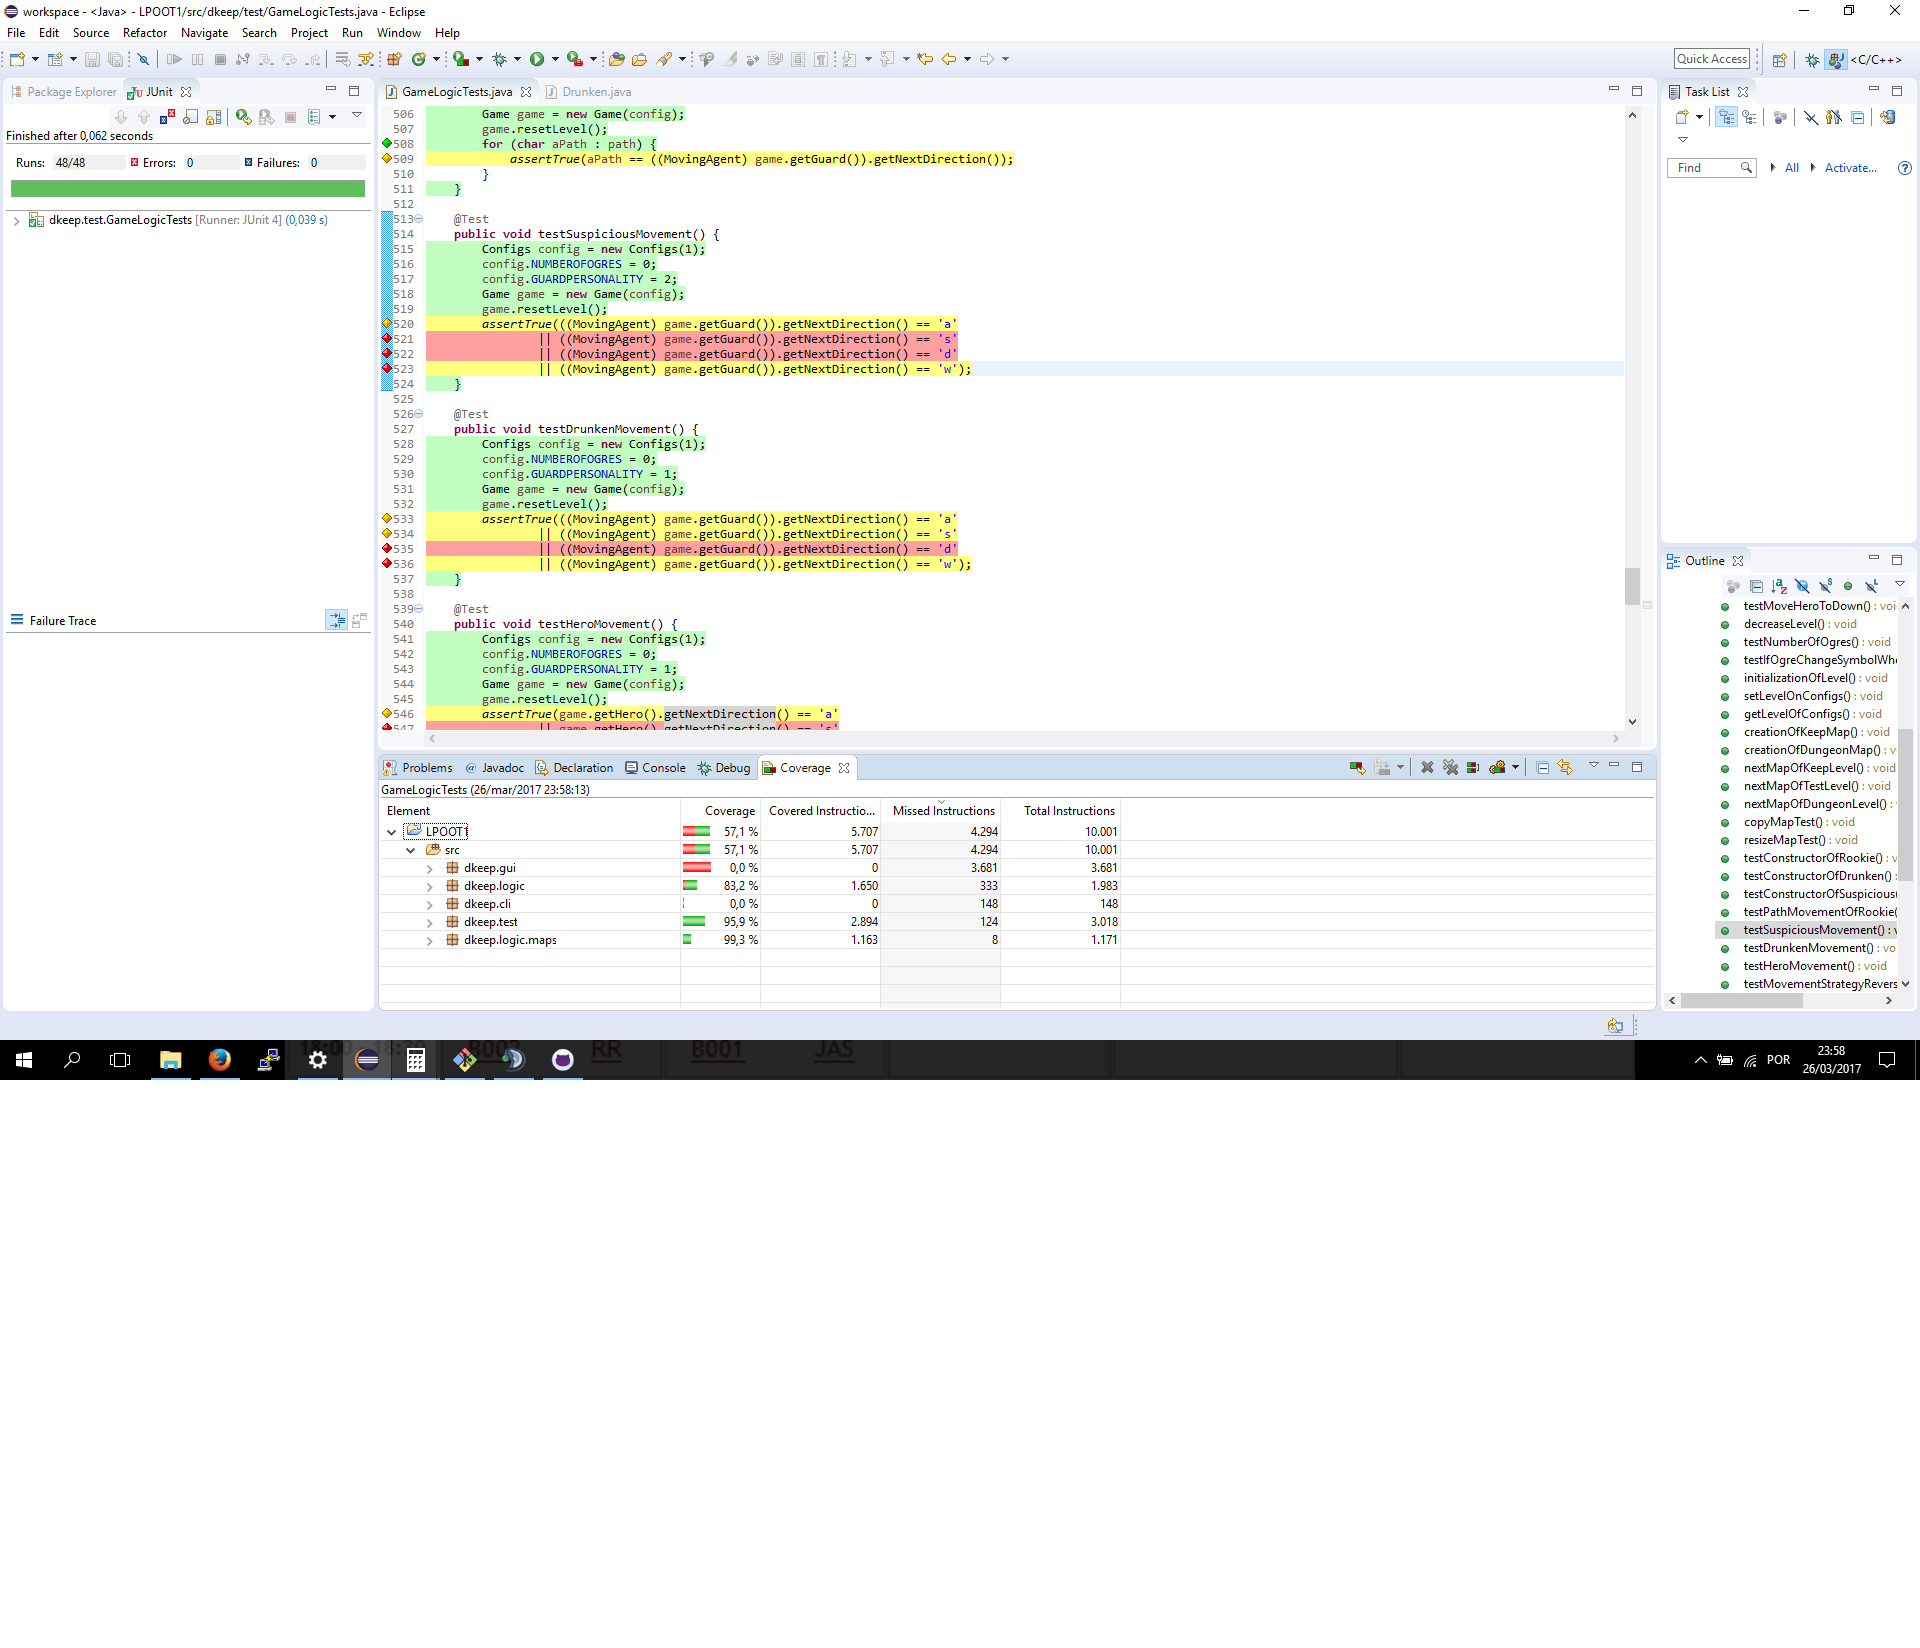 workspace - <Java> - LPOOT1/src/dkeep/test/GameLogicTests.java - Eclipse
File Edit Source Refactor Navigate Search Project Run Window Help
Quick Access
<C/C++>
Package Explorer
JUnit
Finished after 0,062 seconds
Runs: 48/48 Errors: 0 Failures: 0
dkeep.test.GameLogicTests [Runner: JUnit 4] (0,039 s)
Failure Trace
GameLogicTests.java
Drunken.java
506 Game game = new Game(config);
507 game.resetLevel();
508 for (char aPath : path) {
509 assertTrue(aPath == ((MovingAgent) game.getGuard()).getNextDirection());
510 }
511 }
512
513 @Test
514 public void testSuspiciousMovement() {
515 Configs config = new Configs(1);
516 config.NUMBEROFOGRES = 0;
517 config.GUARDPERSONALITY = 2;
518 Game game = new Game(config);
519 game.resetLevel();
520 assertTrue(((MovingAgent) game.getGuard()).getNextDirection() == 'a'
521 || ((MovingAgent) game.getGuard()).getNextDirection() == 's'
522 || ((MovingAgent) game.getGuard()).getNextDirection() == 'd'
523 || ((MovingAgent) game.getGuard()).getNextDirection() == 'w');
524 }
525
526 @Test
527 public void testDrunkenMovement() {
528 Configs config = new Configs(1);
529 config.NUMBEROFOGRES = 0;
530 config.GUARDPERSONALITY = 1;
531 Game game = new Game(config);
532 game.resetLevel();
533 assertTrue(((MovingAgent) game.getGuard()).getNextDirection() == 'a'
534 || ((MovingAgent) game.getGuard()).getNextDirection() == 's'
535 || ((MovingAgent) game.getGuard()).getNextDirection() == 'd'
536 || ((MovingAgent) game.getGuard()).getNextDirection() == 'w');
537 }
538
539 @Test
540 public void testHeroMovement() {
541 Configs config = new Configs(1);
542 config.NUMBEROFOGRES = 0;
543 config.GUARDPERSONALITY = 1;
544 Game game = new Game(config);
545 game.resetLevel();
546 assertTrue(game.getHero().getNextDirection() == 'a'
547 || game.getHero().getNextDirection() == 's'
Task List
Find All Activate...
Outline
testMoveHeroToDown() : voi
decreaseLevel() : void
testNumberOfOgres() : void
testIfOgreChangeSymbolWh
initializationOfLevel() : void
setLevelOnConfigs() : void
getLevelOfConfigs() : void
creationOfKeepMap() : void
creationOfDungeonMap() : v
nextMapOfKeepLevel() : void
nextMapOfTestLevel() : void
nextMapOfDungeonLevel() :
copyMapTest() : void
resizeMapTest() : void
testConstructorOfRookie() : v
testConstructorOfDrunken() :
testConstructorOfSuspicious(
testPathMovementOfRookie(
testSuspiciousMovement() : v
testDrunkenMovement() : vo
testHeroMovement() : void
testMovementStrategyRevers
Problems @ Javadoc Declaration Console Debug Coverage
GameLogicTests (26/mar/2017 23:58:13)
Element Coverage Covered Instructio... Missed Instructions Total Instructions
LPOOT1 57,1 % 5.707 4.294 10.001
src 57,1 % 5.707 4.294 10.001
dkeep.gui 0,0 % 0 3.681 3.681
dkeep.logic 83,2 % 1.650 333 1.983
dkeep.cli 0,0 % 0 148 148
dkeep.test 95,9 % 2.894 124 3.018
dkeep.logic.maps 99,3 % 1.163 8 1.171
RR B001 JAS
POR
23:58
26/03/2017